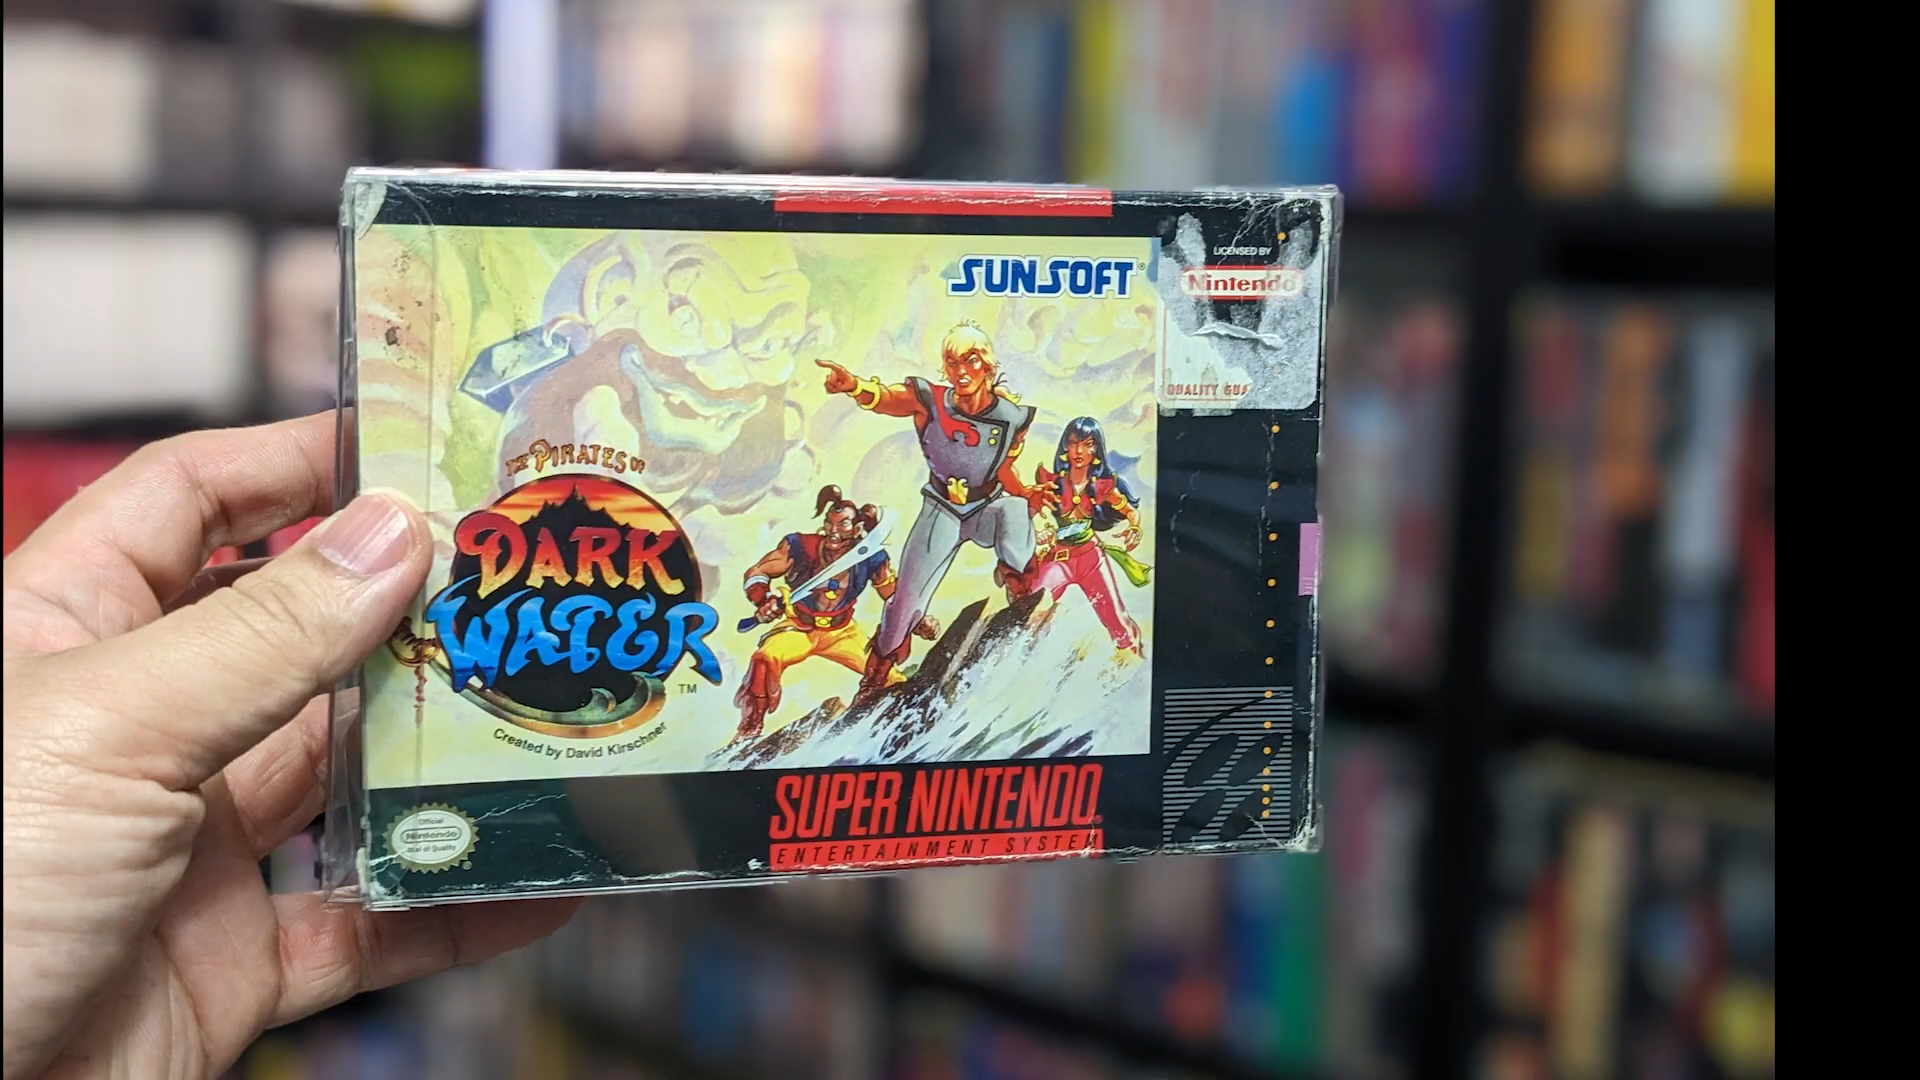 SUNSOFT®
LICENSED BY
Nintendo
QUALITY
THE PIRATES OF
DARK
WATER
TM
Created by David Kirschner
SUPER NINTENDO®
ENTERTAINMENT SYSTEM
Official
Nintendo
Seal of Quality
®